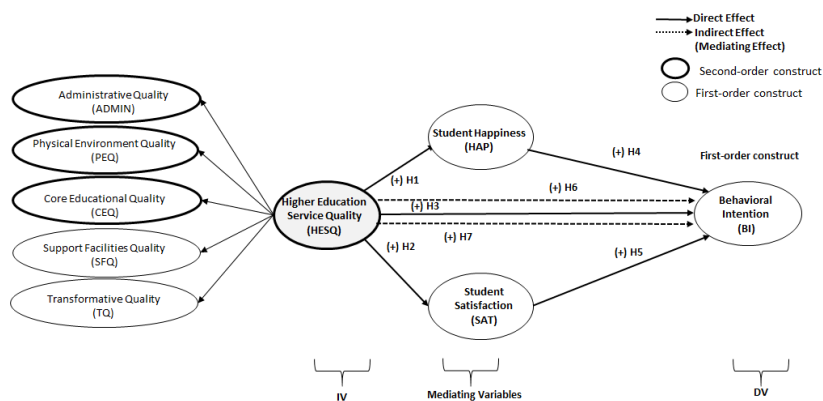 Direct Effect
Indirect Effect
(Mediating Effect)
Second-order construct
First-order construct
Administrative Quality
(ADMIN)
Physical Environment Quality
(PEQ)
Core Educational Quality
(CEQ)
Support Facilities Quality
(SFQ)
Transformative Quality
(TQ)
Higher Education
Service Quality
(HESQ)
Student Happiness
(HAP)
(+) H1
(+) H2
(+) H3
(+) H4
(+) H6
(+) H7
(+) H5
Student
Satisfaction
(SAT)
First-order construct
Behavioral
Intention
(BI)
IV
Mediating Variables
DV